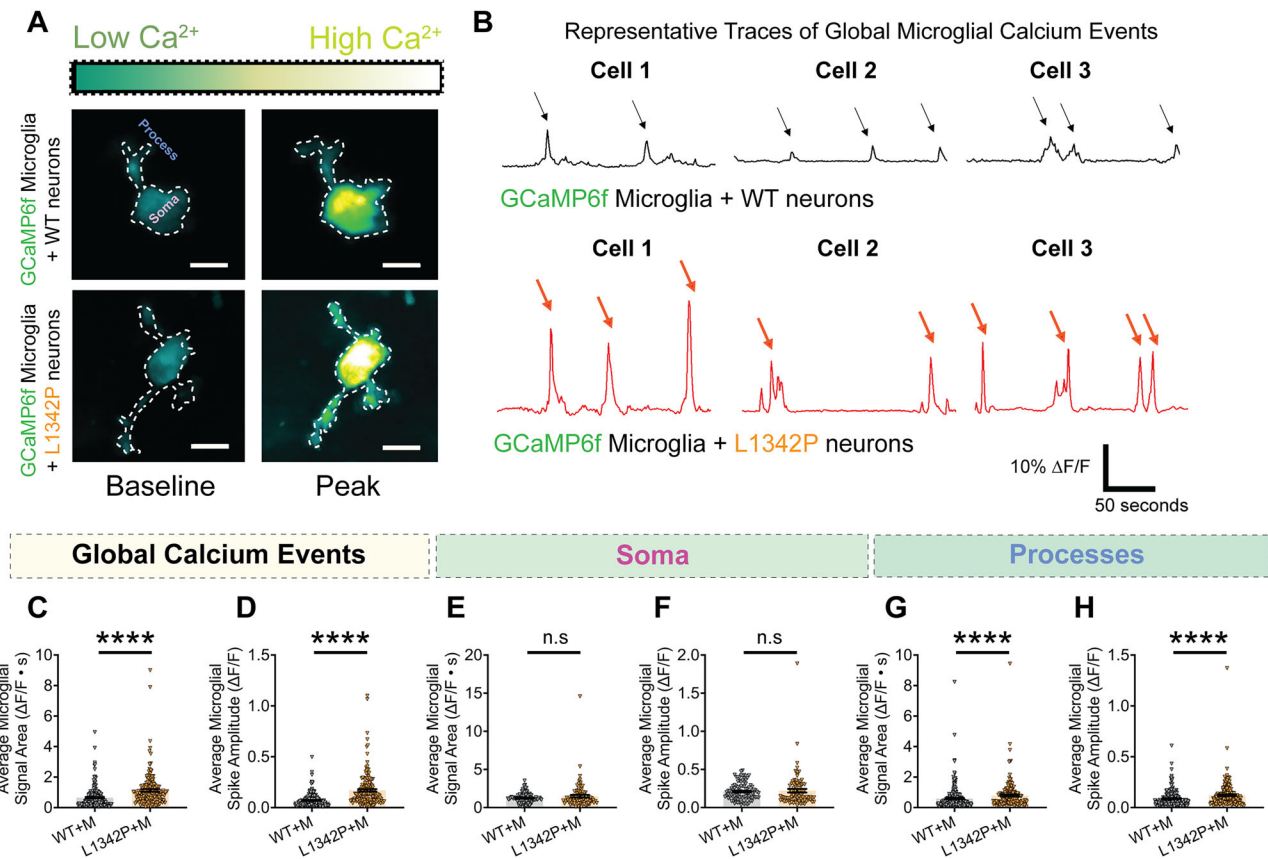 A
Low Ca²⁺
High Ca²⁺
GCaMP6f Microglia
+ WT neurons
Process
Soma
GCaMP6f Microglia
+ L1342P neurons
Baseline
Peak
B
Representative Traces of Global Microglial Calcium Events
Cell 1
Cell 2
Cell 3
GCaMP6f Microglia + WT neurons
Cell 1
Cell 2
Cell 3
GCaMP6f Microglia + L1342P neurons
10% ΔF/F
50 seconds
Global Calcium Events
Soma
Processes
C
****
Average Microglial
Signal Area (ΔF/F • s)
10
8
6
4
2
0
WT+M
L1342P+M
D
****
Average Microglial
Spike Amplitude (ΔF/F)
1.5
1.0
0.5
0.0
WT+M
L1342P+M
E
n.s
Average Microglial
Signal Area (ΔF/F • s)
20
15
10
5
0
WT+M
L1342P+M
F
n.s
Average Microglial
Spike Amplitude (ΔF/F)
2.0
1.5
1.0
0.5
0.0
WT+M
L1342P+M
G
****
Average Microglial
Signal Area (ΔF/F • s)
10
8
6
4
2
0
WT+M
L1342P+M
H
****
Average Microglial
Spike Amplitude (ΔF/F)
1.5
1.0
0.5
0.0
WT+M
L1342P+M